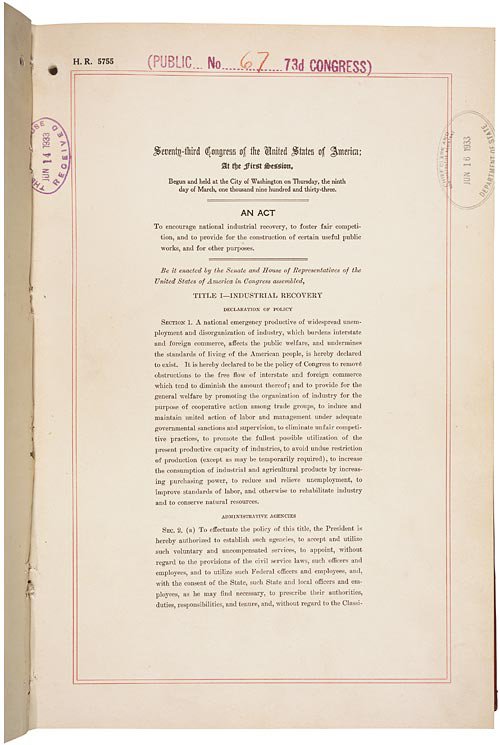 H. R. 5755
(PUBLIC No 67 73d CONGRESS)
HOUSE
JUN 14 1933
RECEIVED
JUN 16 1933
DEPARTMENT OF STATE
Seventy-third Congress of the United States of America;
At the First Session,
Begun and held at the City of Washington on Thursday, the ninth
day of March, one thousand nine hundred and thirty-three.
AN ACT
To encourage national industrial recovery, to foster fair competi-
tion, and to provide for the construction of certain useful public
works, and for other purposes.
Be it enacted by the Senate and House of Representatives of the
United States of America in Congress assembled,
TITLE I—INDUSTRIAL RECOVERY
DECLARATION OF POLICY
SECTION 1. A national emergency productive of widespread unem-
ployment and disorganization of industry, which burdens interstate
and foreign commerce, affects the public welfare, and undermines
the standards of living of the American people, is hereby declared
to exist. It is hereby declared to be the policy of Congress to remove
obstructions to the free flow of interstate and foreign commerce
which tend to diminish the amount thereof; and to provide for the
general welfare by promoting the organization of industry for the
purpose of cooperative action among trade groups, to induce and
maintain united action of labor and management under adequate
governmental sanctions and supervision, to eliminate unfair competi-
tive practices, to promote the fullest possible utilization of the
present productive capacity of industries, to avoid undue restriction
of production (except as may be temporarily required), to increase
the consumption of industrial and agricultural products by increas-
ing purchasing power, to reduce and relieve unemployment, to
improve standards of labor, and otherwise to rehabilitate industry
and to conserve natural resources.
ADMINISTRATIVE AGENCIES
SEC. 2. (a) To effectuate the policy of this title, the President is
hereby authorized to establish such agencies, to accept and utilize
such voluntary and uncompensated services, to appoint, without
regard to the provisions of the civil service laws, such officers and
employees, and to utilize such Federal officers and employees, and,
with the consent of the State, such State and local officers and em-
ployees, as he may find necessary, to prescribe their authorities,
duties, responsibilities, and tenure, and, without regard to the Classi-